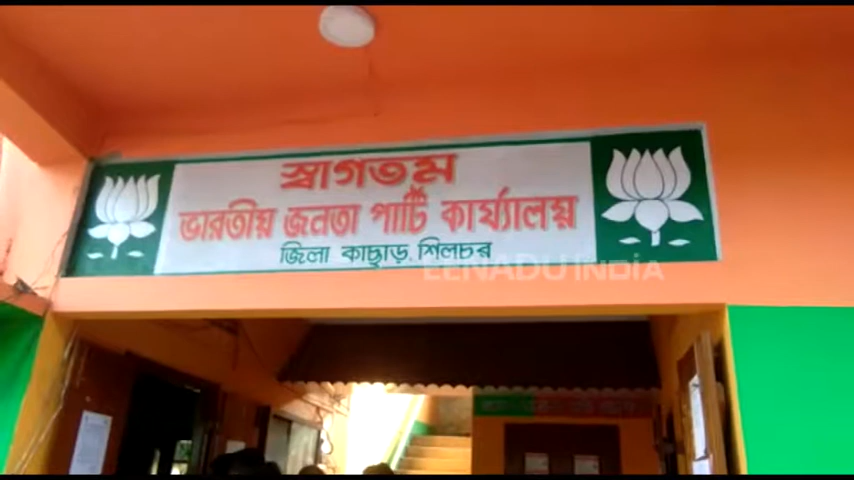 স্বাগতম
ভারতীয় জনতা পার্টি কার্য্যালয়
জিলা কাছাড়, শিলচর
EENADU INDIA